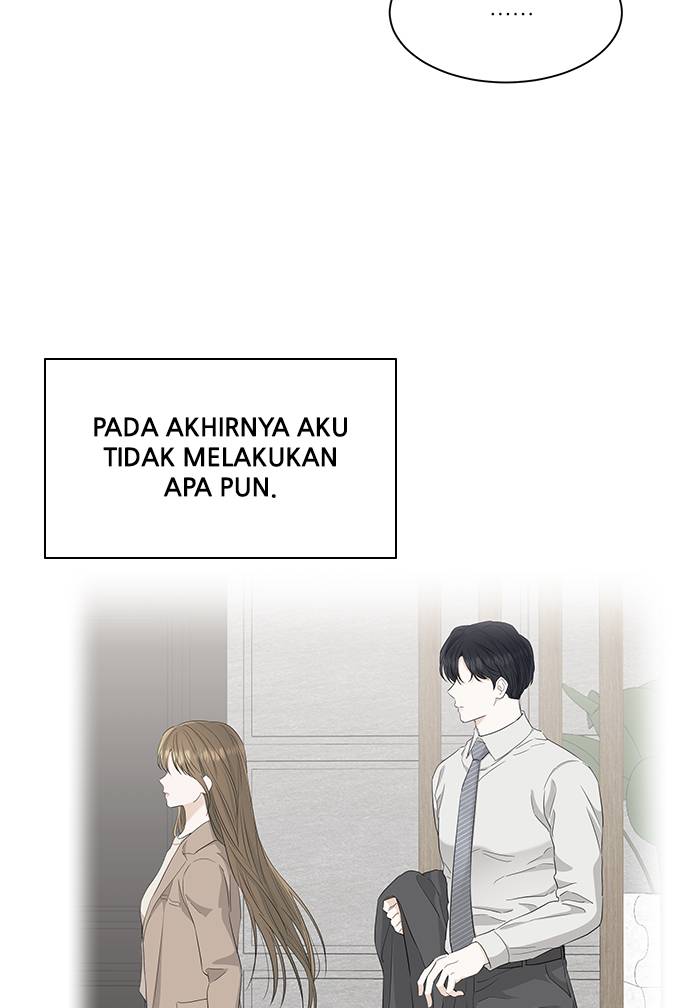 ......
PADA AKHIRNYA AKU
TIDAK MELAKUKAN
APA PUN.